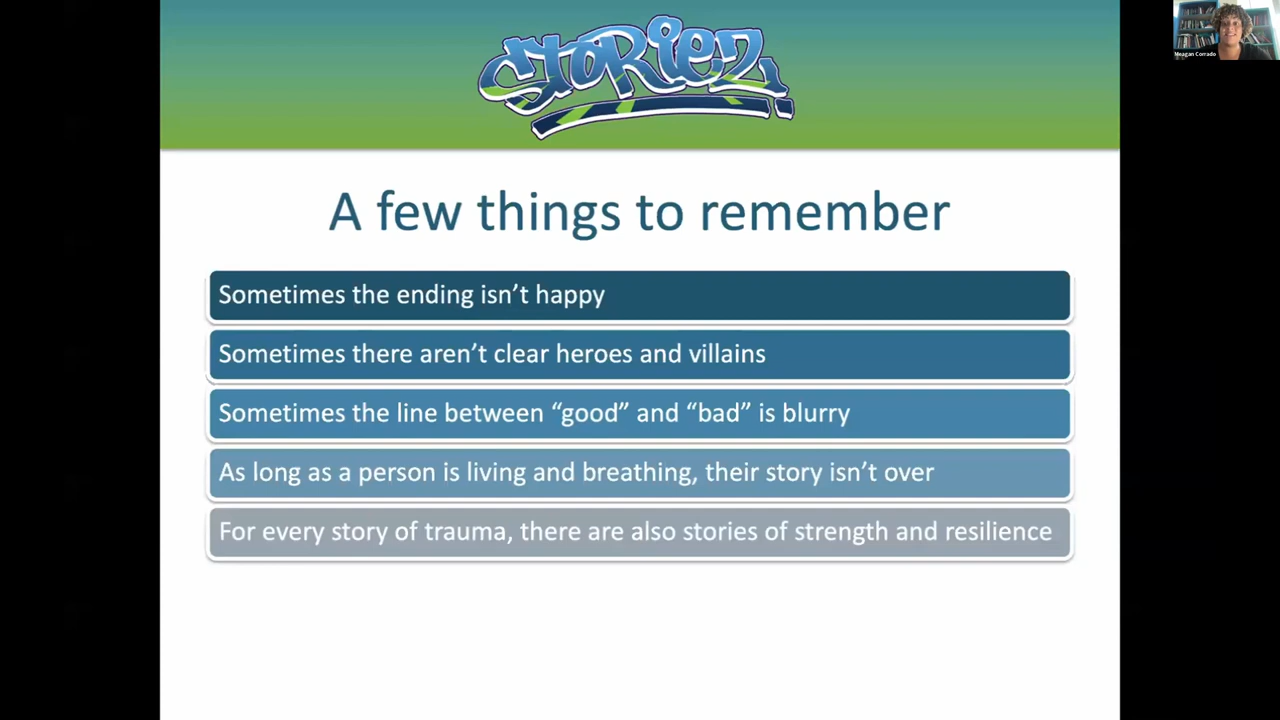 STORIEZ
Meagan Corrado
A few things to remember
Sometimes the ending isn’t happy
Sometimes there aren’t clear heroes and villains
Sometimes the line between “good” and “bad” is blurry
As long as a person is living and breathing, their story isn’t over
For every story of trauma, there are also stories of strength and resilience